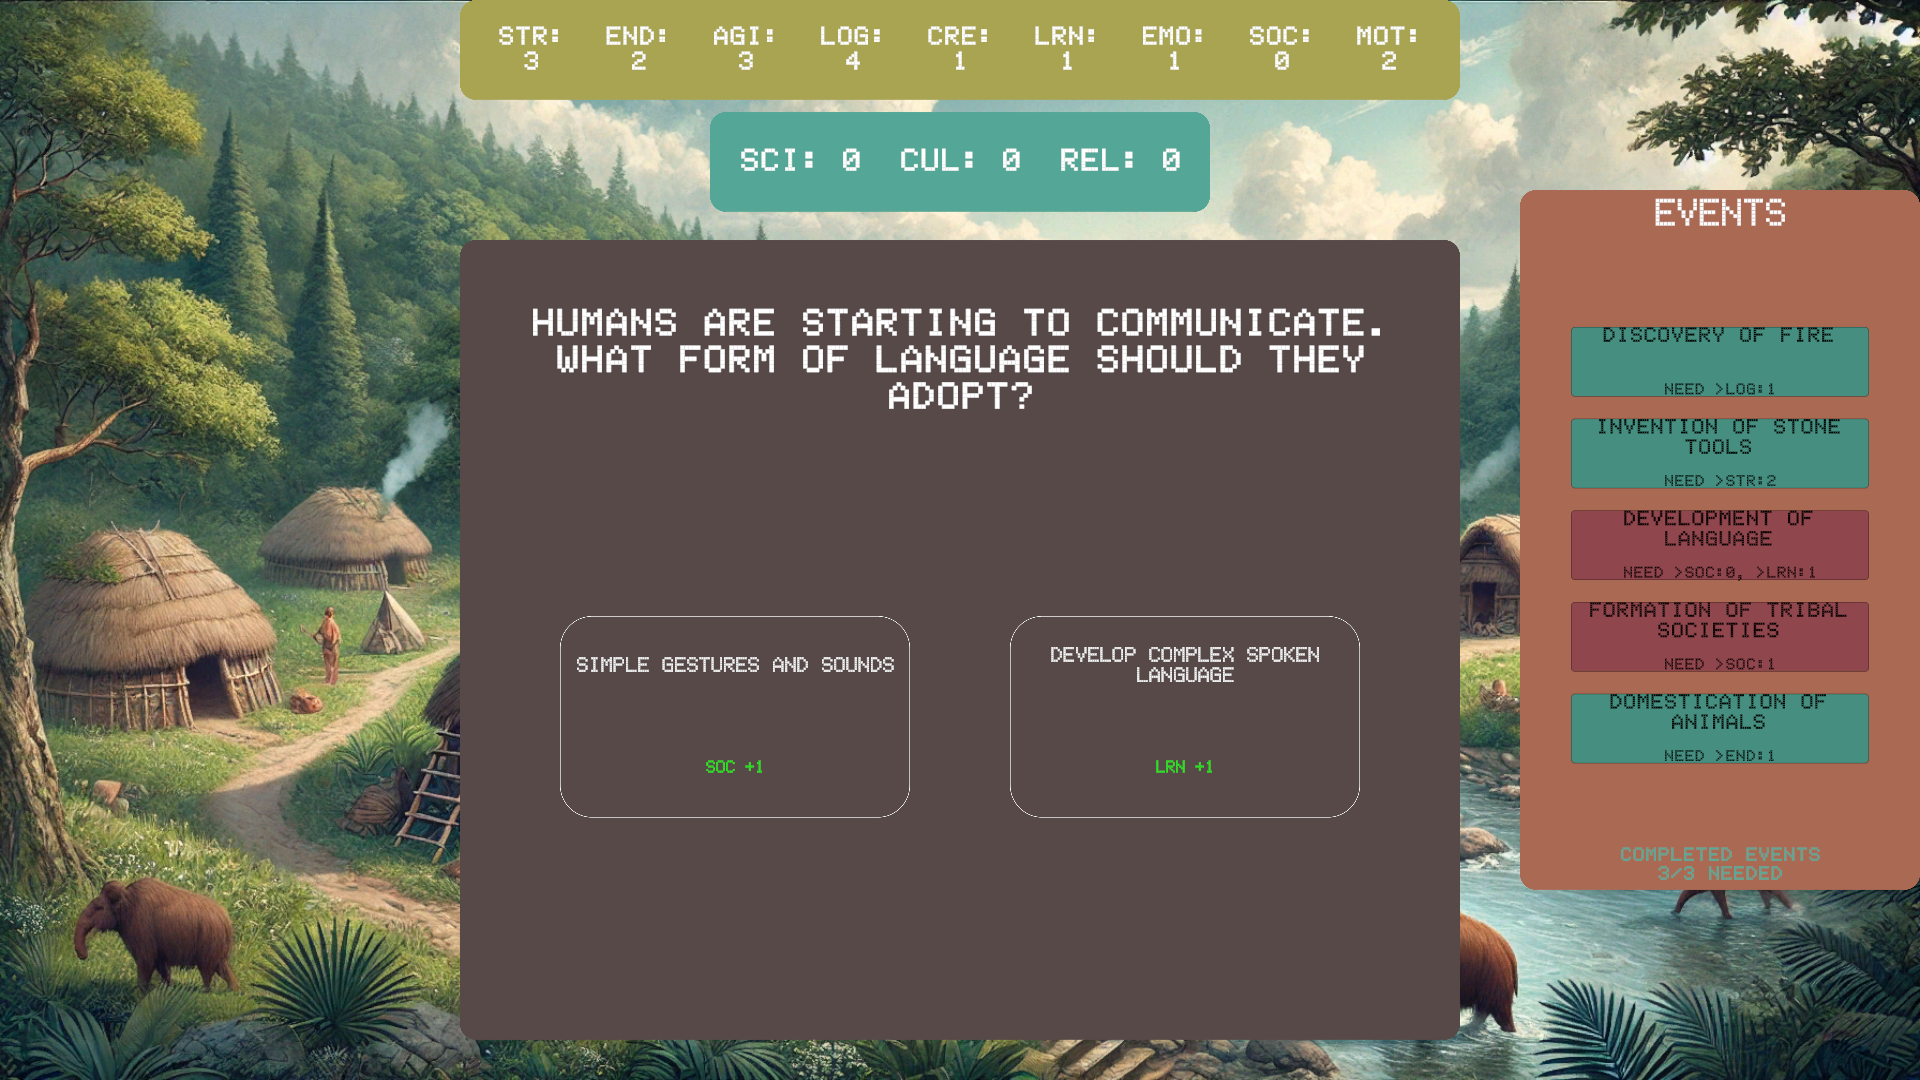 STR: END: AGI: LOG: CRE: LRN: EMO: SOC: MOT:
3 2 3 4 1 1 1 0 2
SCI: 0 CUL: 0 REL: 0
HUMANS ARE STARTING TO COMMUNICATE.
WHAT FORM OF LANGUAGE SHOULD THEY
ADOPT?
SIMPLE GESTURES AND SOUNDS
SOC +1
DEVELOP COMPLEX SPOKEN
LANGUAGE
LRN +1
EVENTS
DISCOVERY OF FIRE
NEED >LOG:1
INVENTION OF STONE
TOOLS
NEED >STR:2
DEVELOPMENT OF
LANGUAGE
NEED >SOC:0, >LRN:1
FORMATION OF TRIBAL
SOCIETIES
NEED >SOC:1
DOMESTICATION OF
ANIMALS
NEED >END:1
COMPLETED EVENTS
3/3 NEEDED